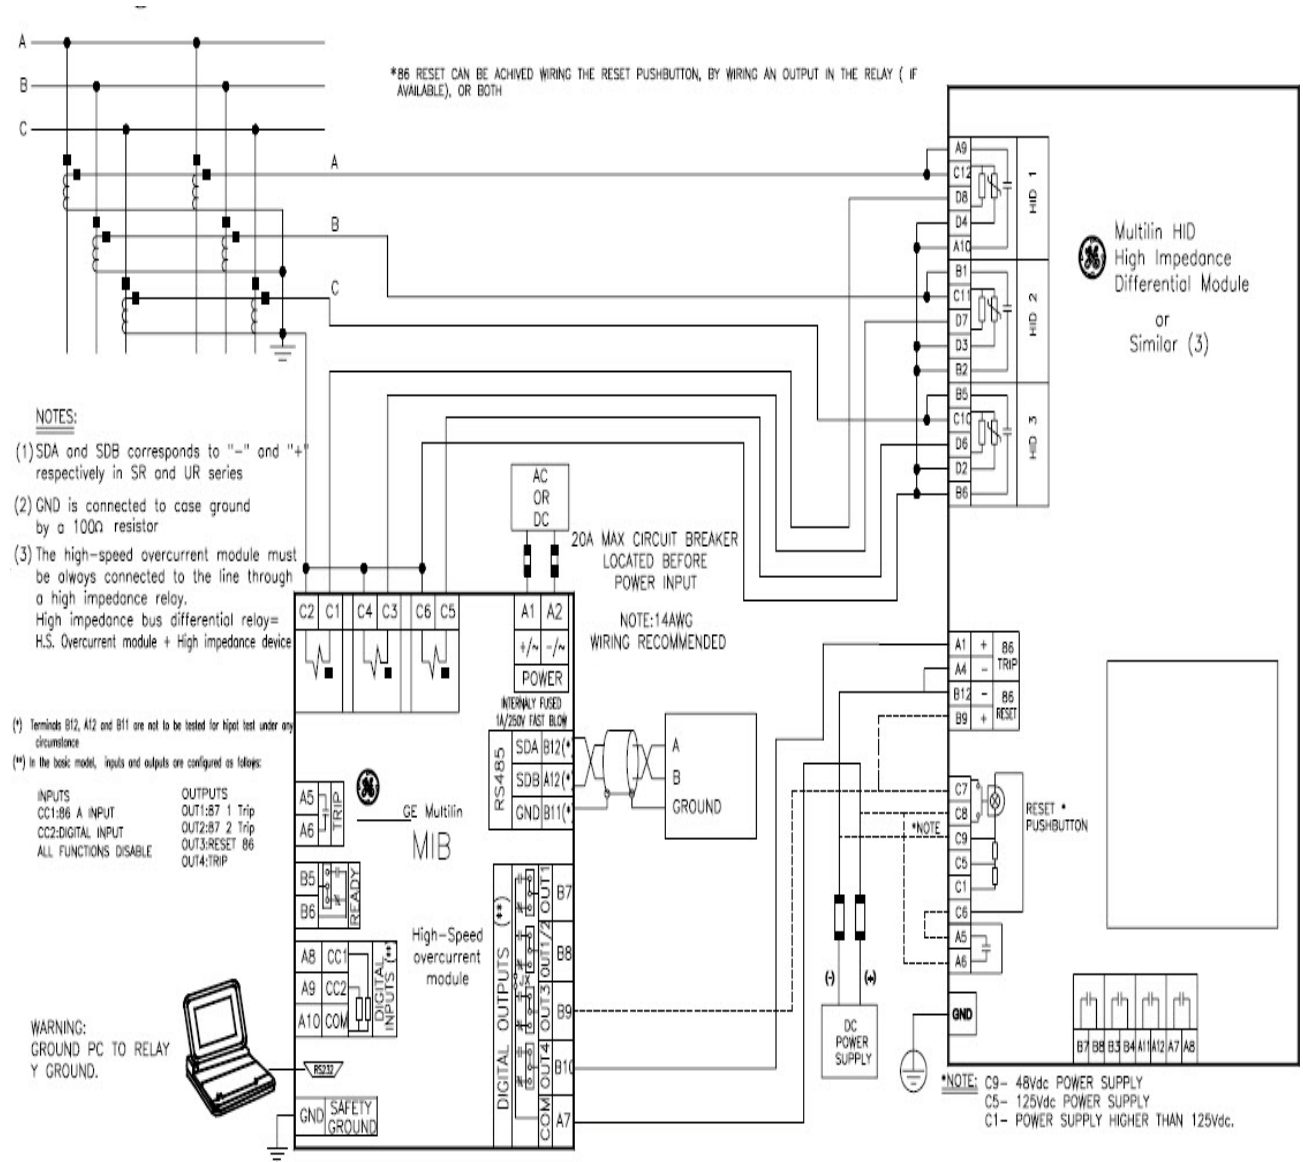 A
B
C
*86 RESET CAN BE ACHIVED WIRING THE RESET PUSHBUTTON, BY WIRING AN OUTPUT IN THE RELAY ( IF
AVAILABLE), OR BOTH
A
B
C
A9
C12
D8
D4
A10
HID 1
B1
C11
D7
D3
B2
HID 2
B5
C10
D6
D2
B6
HID 3
Multilin HID
High Impedance
Differential Module
or
Similar (3)
NOTES:
(1) SDA and SDB corresponds to "-" and "+"
respectively in SR and UR series
(2) GND is connected to case ground
by a 100Ω resistor
(3) The high-speed overcurrent module must
be always connected to the line through
a high impedance relay.
High impedance bus differential relay=
H.S. Overcurrent module + High impedance device
AC
OR
DC
20A MAX CIRCUIT BREAKER
LOCATED BEFORE
POWER INPUT
NOTE:14AWG
WIRING RECOMMENDED
C2 C1 C4 C3 C6 C5
A1 A2
+/~ -/~
POWER
INTERNALY FUSED
1A/250V FAST BLOW
A1 +
A4 -
86
TRIP
B12 -
B9 +
86
RESET
(*) Terminals B12, A12 and B11 are not to be tested for hipot test under any
circumstance
(**) In the basic model, inputs and outputs are configured as follows:
INPUTS
CC1:86 A INPUT
CC2:DIGITAL INPUT
ALL FUNCTIONS DISABLE
OUTPUTS
OUT1:87 1 Trip
OUT2:87 2 Trip
OUT3:RESET 86
OUT4:TRIP
RS485
SDA B12(*
SDB A12(*
GND B11(*
A
B
GROUND
A5
A6
TRIP
GE Multilin
MIB
B5
B6
READY
High-Speed
overcurrent
module
A8 CC1
A9 CC2
A10 COM
DIGITAL
INPUTS (**)
DIGITAL OUTPUTS (**)
JX
OUT1 B7
OUT1/2 B8
OUT3 B9
OUT4 B10
COM A7
C7
C8
C9
C5
C1
C6
A5
A6
*NOTE
RESET *
PUSHBUTTON
(-) (+)
DC
POWER
SUPPLY
GND
B7 B8 B3 B4 A11 A12 A7 A8
WARNING:
GROUND PC TO RELAY
Y GROUND.
RS232
GND
SAFETY
GROUND
*NOTE: C9- 48Vdc POWER SUPPLY
C5- 125Vdc POWER SUPPLY
C1- POWER SUPPLY HIGHER THAN 125Vdc.